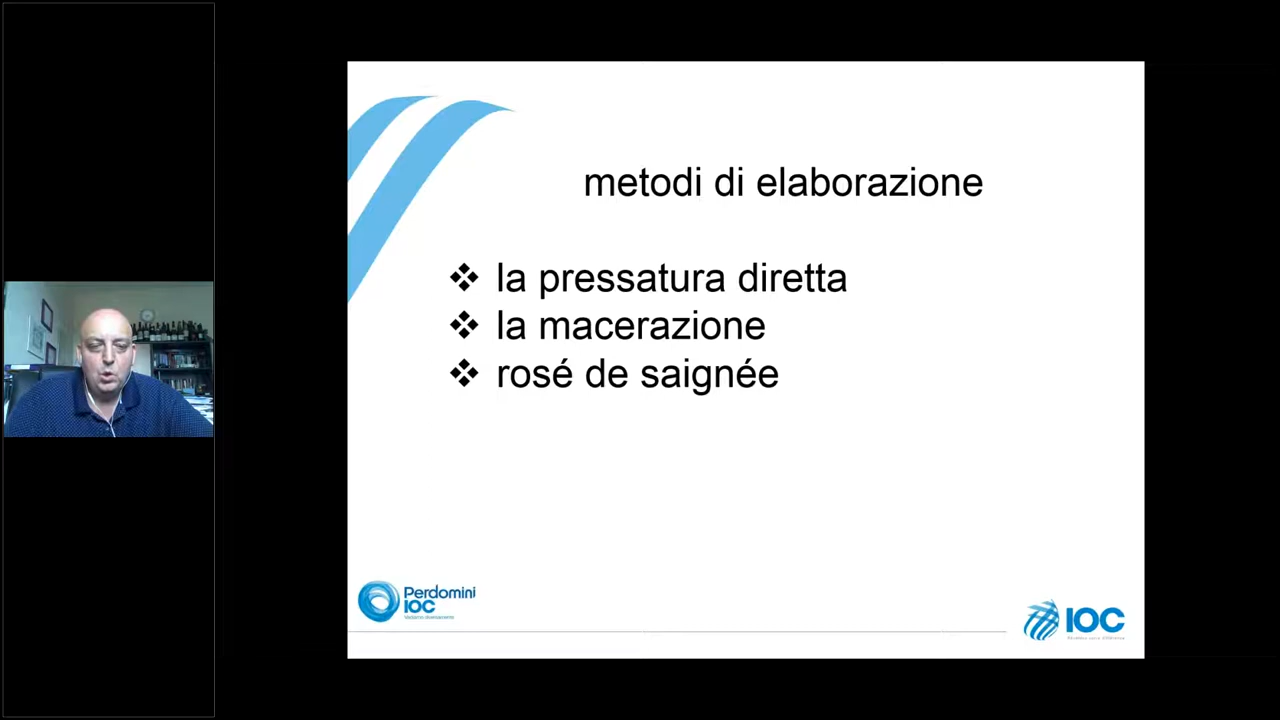 metodi di elaborazione
❖ la pressatura diretta
❖ la macerazione
❖ rosé de saignée
Perdomini
IOC
IOC